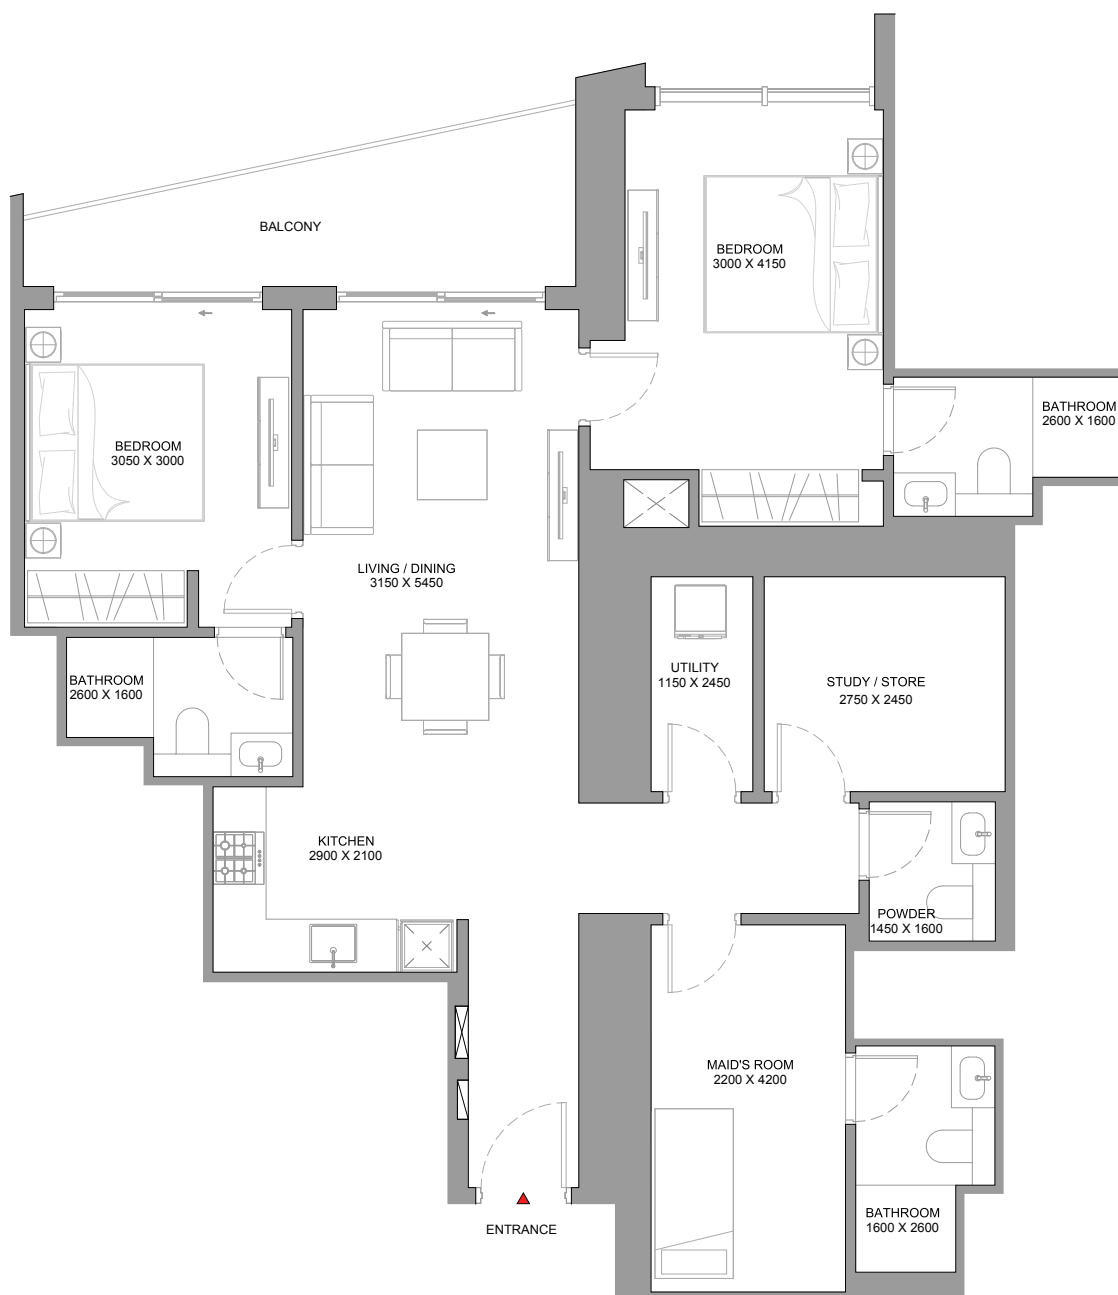 BALCONY
BEDROOM
3000 X 4150
BATHROOM
2600 X 1600
BEDROOM
3050 X 3000
LIVING / DINING
3150 X 5450
UTILITY
1150 X 2450
STUDY / STORE
2750 X 2450
BATHROOM
2600 X 1600
KITCHEN
2900 X 2100
POWDER
1450 X 1600
MAID'S ROOM
2200 X 4200
BATHROOM
1600 X 2600
ENTRANCE